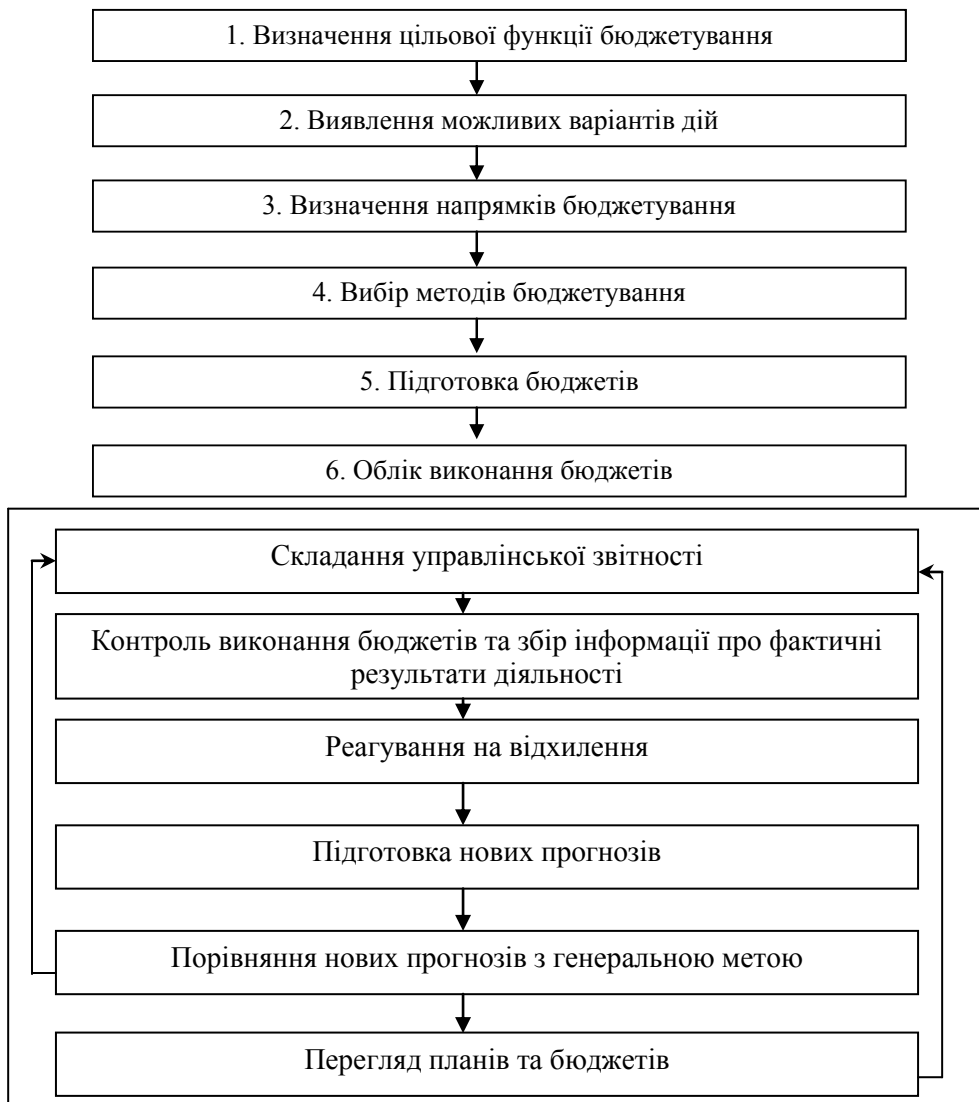 1. Визначення цільової функції бюджетування
2. Виявлення можливих варіантів дій
3. Визначення напрямків бюджетування
4. Вибір методів бюджетування
5. Підготовка бюджетів
6. Облік виконання бюджетів
Складання управлінської звітності
Контроль виконання бюджетів та збір інформації про фактичні
результати діяльності
Реагування на відхилення
Підготовка нових прогнозів
Порівняння нових прогнозів з генеральною метою
Перегляд планів та бюджетів